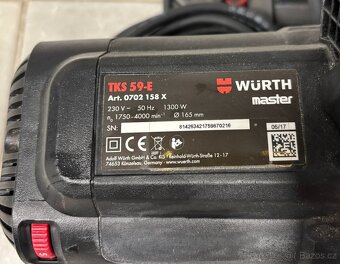 TKS 59-E
Art. 0702 158 X
230 V~ 50 Hz 1300 W
n₀ 1750-4000 min⁻¹ Ø 165 mm
SN:
WÜRTH
master
06/17
Adolf Würth GmbH & Co. KG Reinhold-Würth-Straße 12-17
74653 Künzelsau, Germany
www.wuerth.com
Bazoš.cz